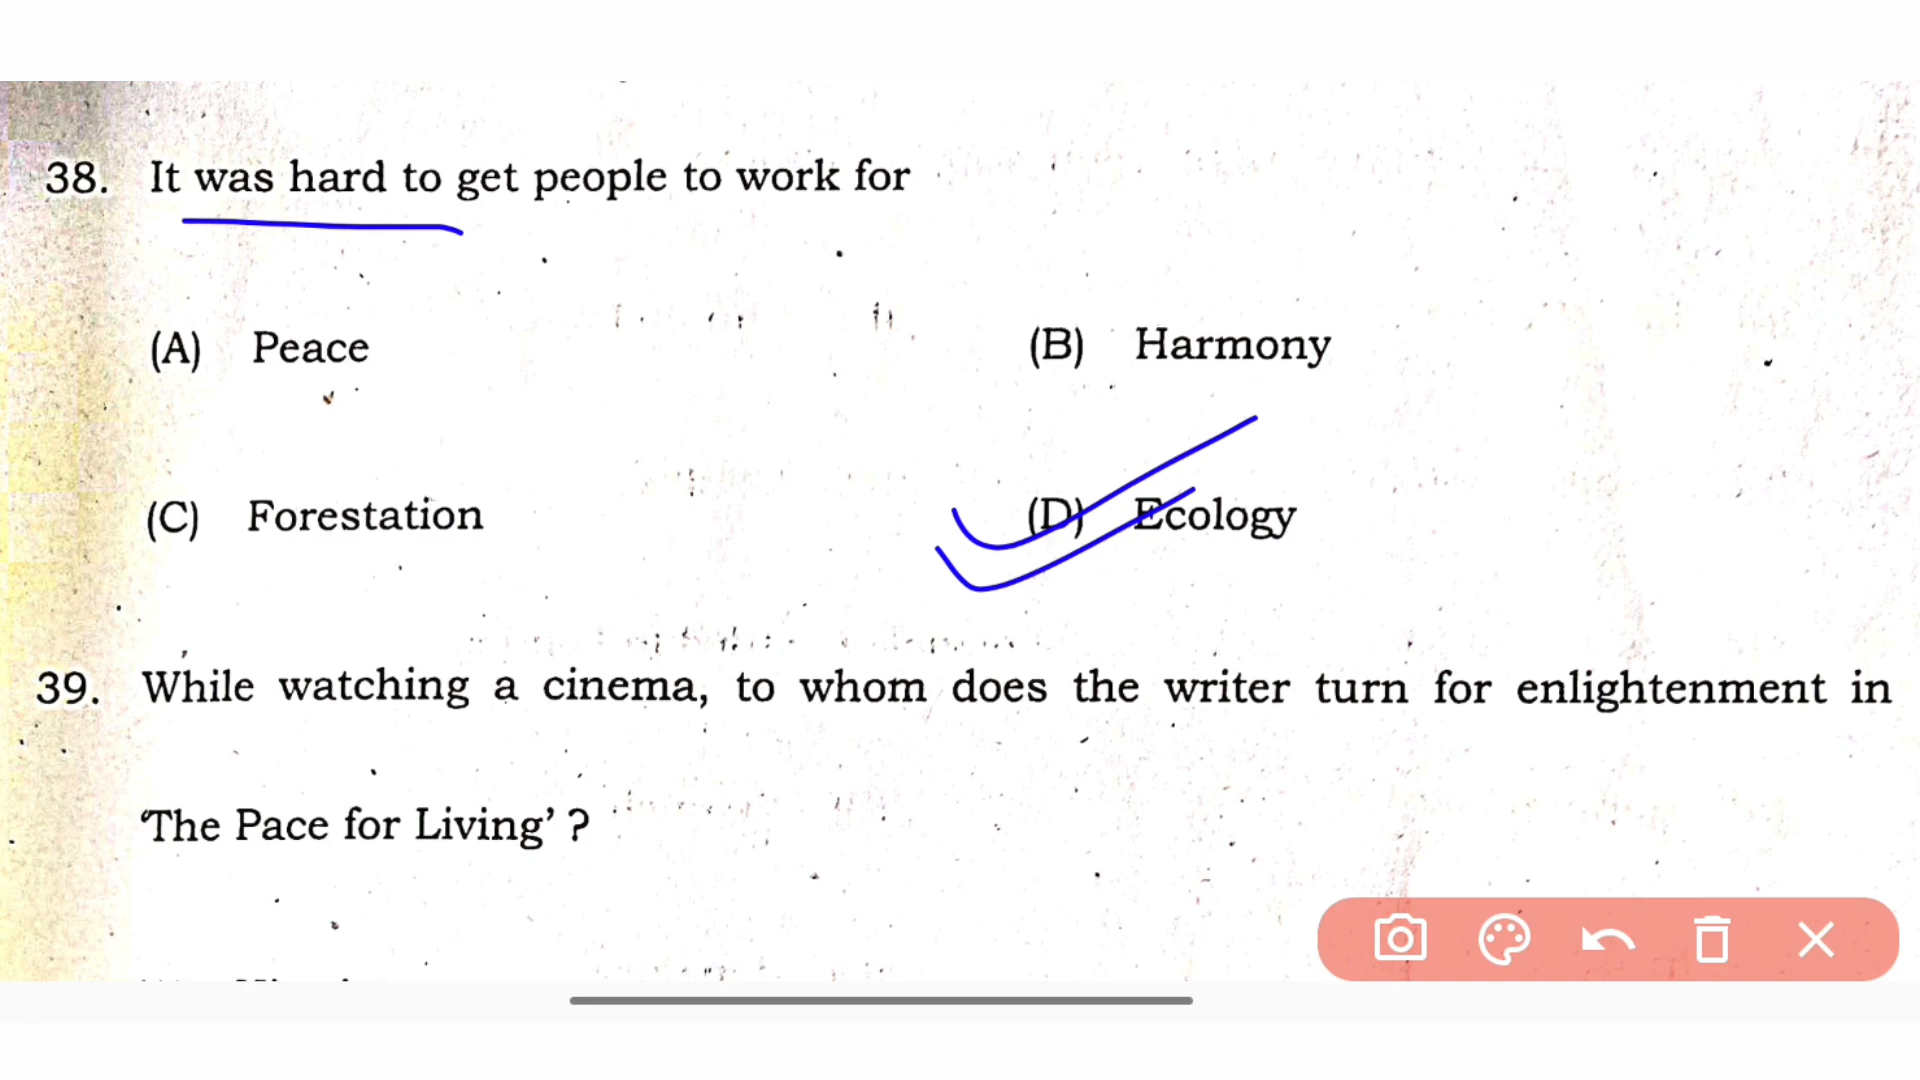 38. It was hard to get people to work for
(A) Peace
(B) Harmony
(C) Forestation
(D) Ecology
39. While watching a cinema, to whom does the writer turn for enlightenment in
'The Pace for Living' ?